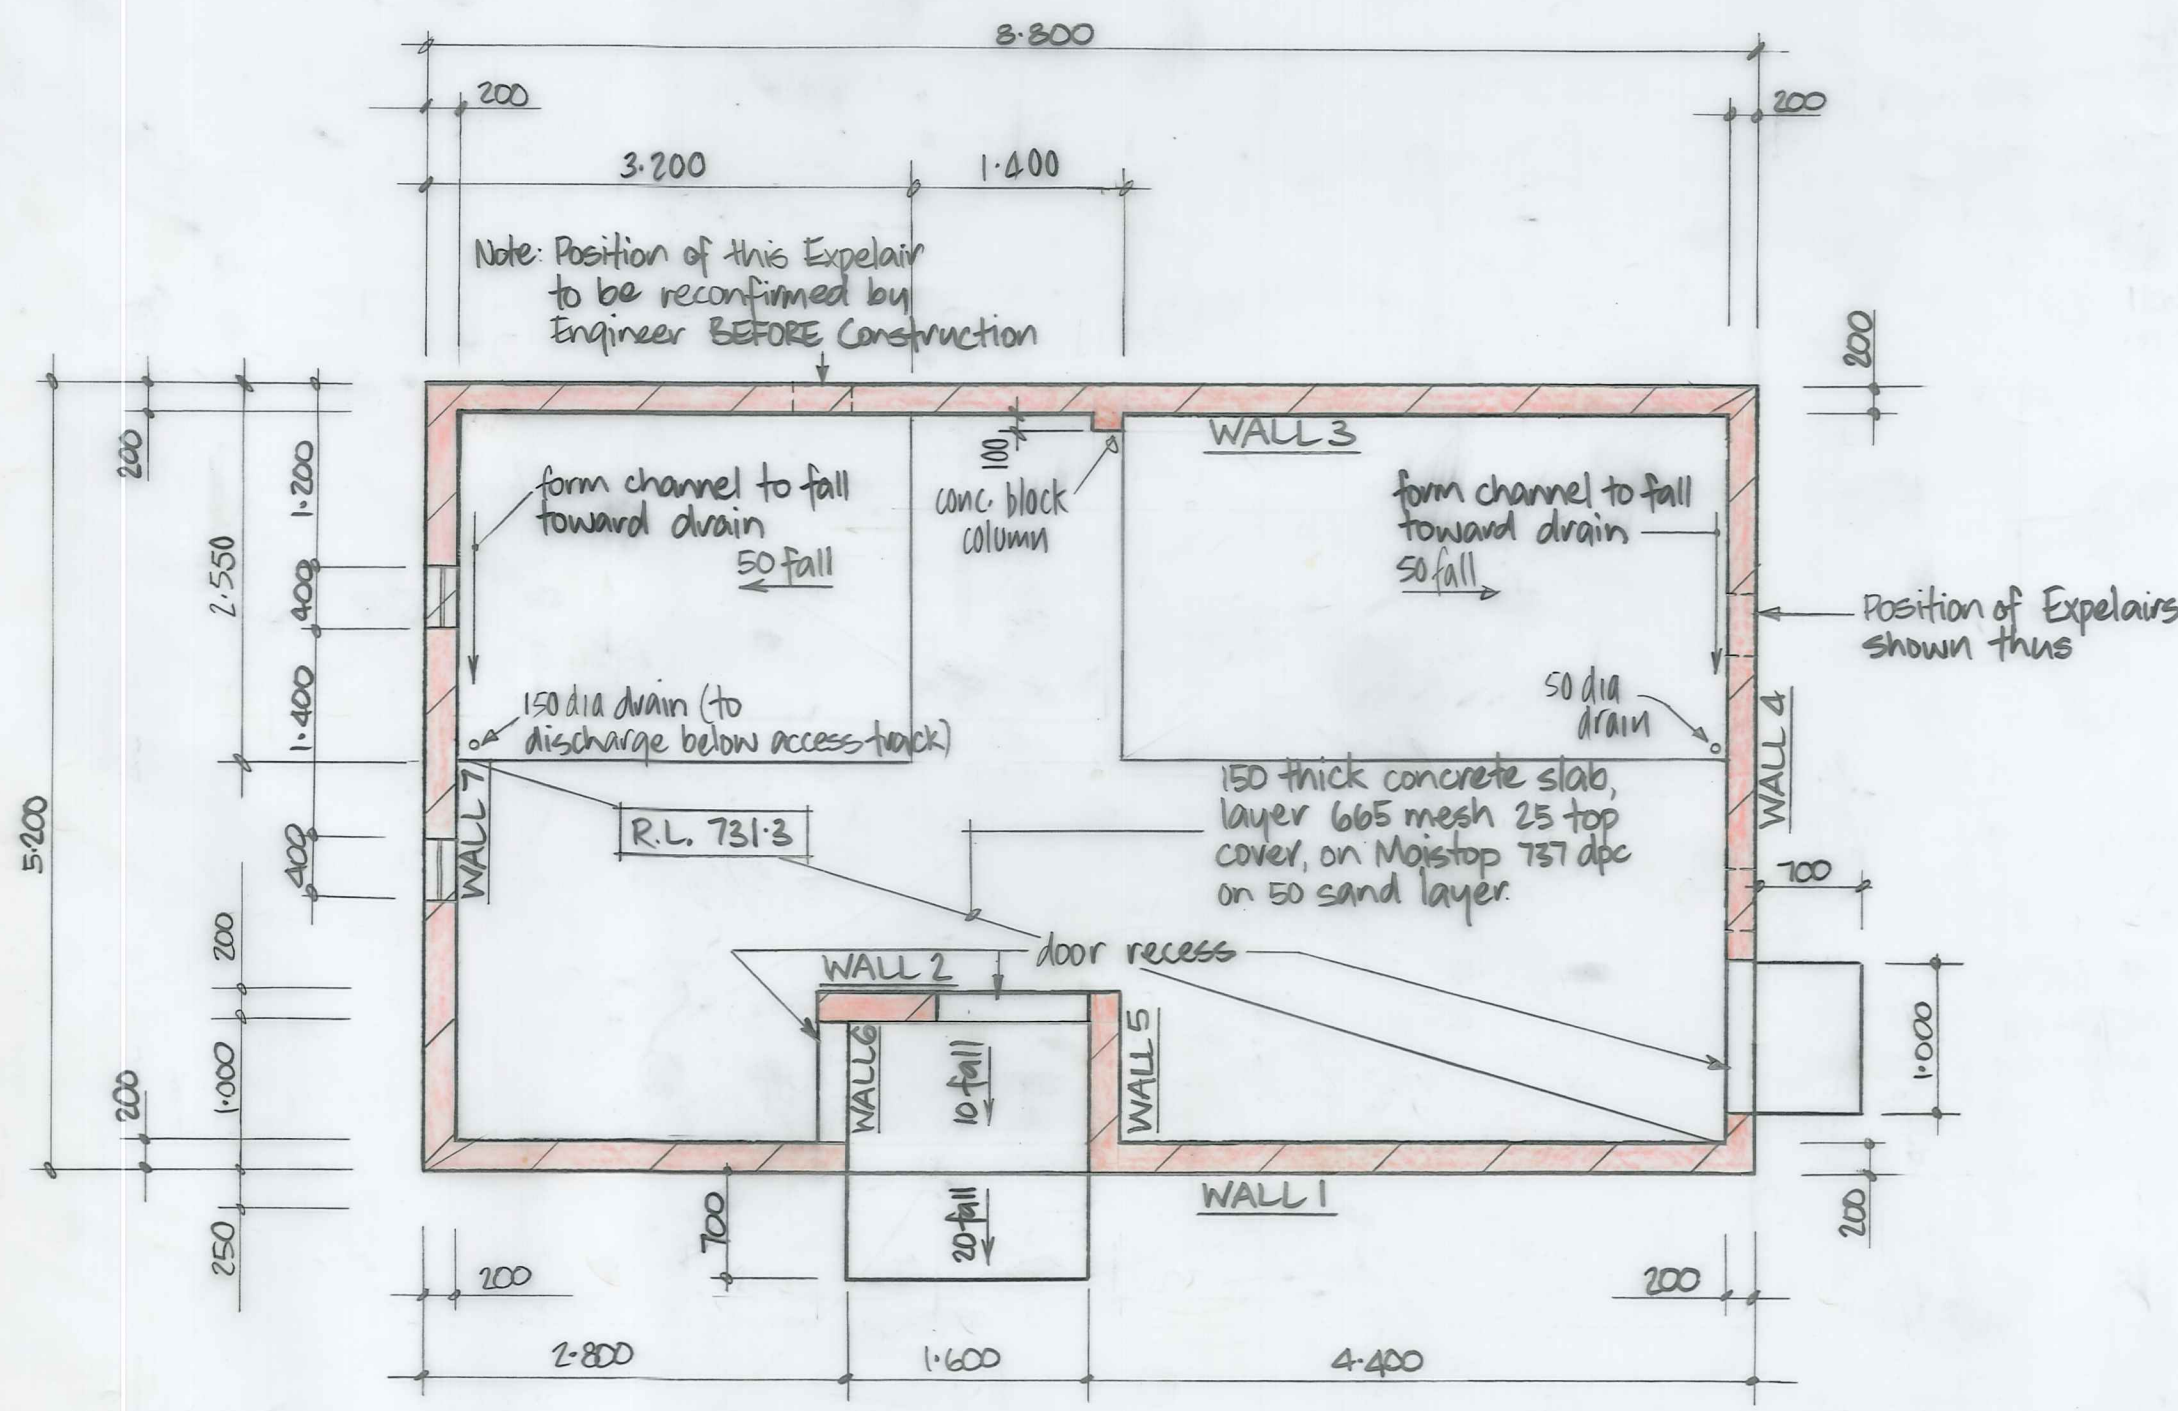 8.800
200
200
3.200
1.400
Note: Position of this Expelair
to be reconfirmed by
Engineer BEFORE Construction
200
200
1.200
100
WALL 3
form channel to fall
toward drain
50 fall
conc. block
column
form channel to fall
toward drain
50 fall
2.550
400
Position of Expelairs
shown thus
1.400
150 dia drain (to
discharge below access track)
50 dia
drain
WALL 4
WALL 7
R.L. 731.3
150 thick concrete slab,
layer 665 mesh 25 top
cover, on Moistop 737 dpc
on 50 sand layer.
5.200
400
700
200
WALL 2
door recess
1.000
200
WALL 6
10 fall
WALL 5
1.000
250
700
20 fall
WALL 1
200
200
200
2.800
1.600
4.400